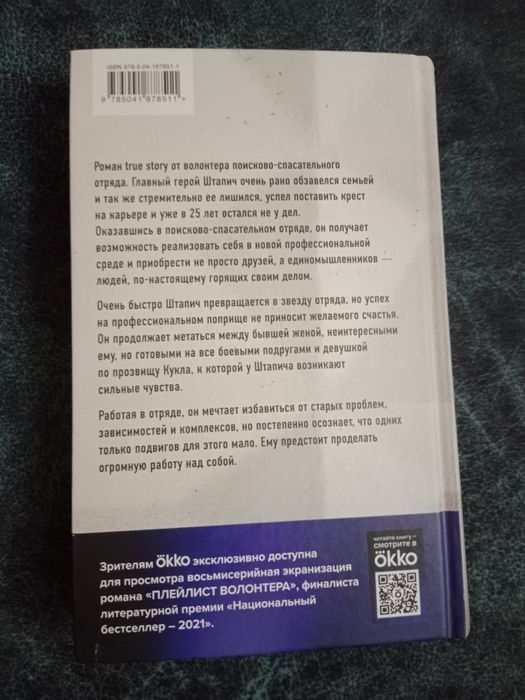 ISBN 978-5-04-187851-1
9 785041 878511 >
Роман true story от волонтера поисково-спасательного
отряда. Главный герой Штапич очень рано обзавелся семьей
и так же стремительно ее лишился, успел поставить крест
на карьере и уже в 25 лет остался не у дел.
Оказавшись в поисково-спасательном отряде, он получает
возможность реализовать себя в новой профессиональной
среде и приобрести не просто друзей, а единомышленников —
людей, по-настоящему горящих своим делом.
Очень быстро Штапич превращается в звезду отряда, но успех
на профессиональном поприще не приносит желаемого счастья.
Он продолжает метаться между бывшей женой, неинтересными
ему, но готовыми на все боевыми подругами и девушкой
по прозвищу Кукла, к которой у Штапича возникают
сильные чувства.
Работая в отряде, он мечтает избавиться от старых проблем,
зависимостей и комплексов, но постепенно осознает, что одних
только подвигов для этого мало. Ему предстоит проделать
огромную работу над собой.
Зрителям ökko эксклюзивно доступна
для просмотра восьмисерийная экранизация
романа «ПЛЕЙЛИСТ ВОЛОНТЕРА», финалиста
литературной премии «Национальный
бестселлер – 2021».
читайте книгу –
смотрите в
ökko